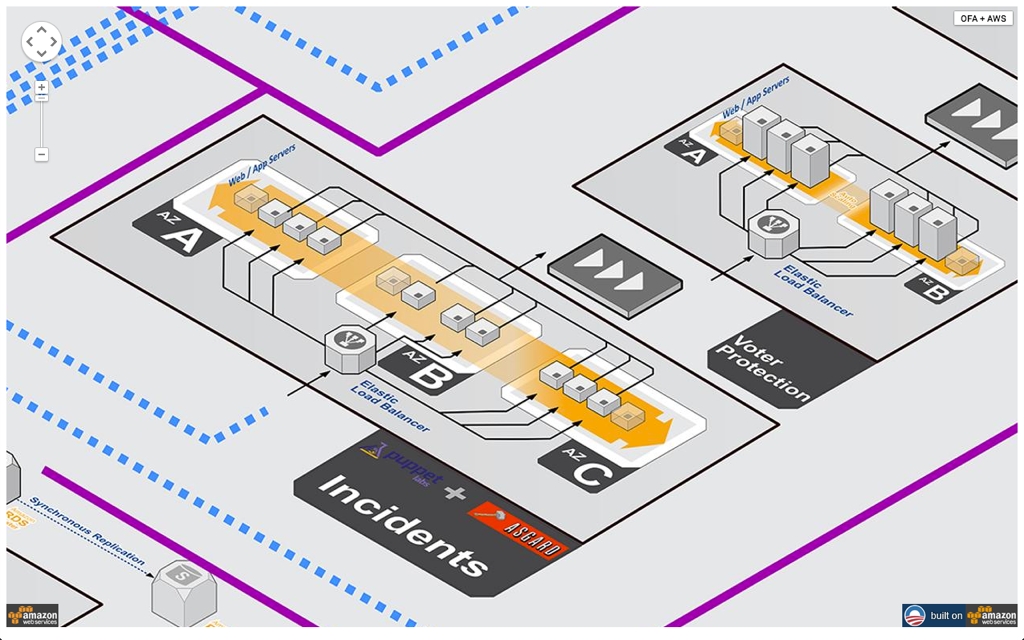 OFA + AWS
Web / App Servers
AZ A
Elastic
Load Balancer
AZ B
Voter
Protection
Web / App Servers
AZ A
AZ B
Elastic
Load Balancer
AZ C
puppet
labs
+
ASGARD
Incidents
RDS
Synchronous Replication
S
amazon
web services
built on
amazon
web services